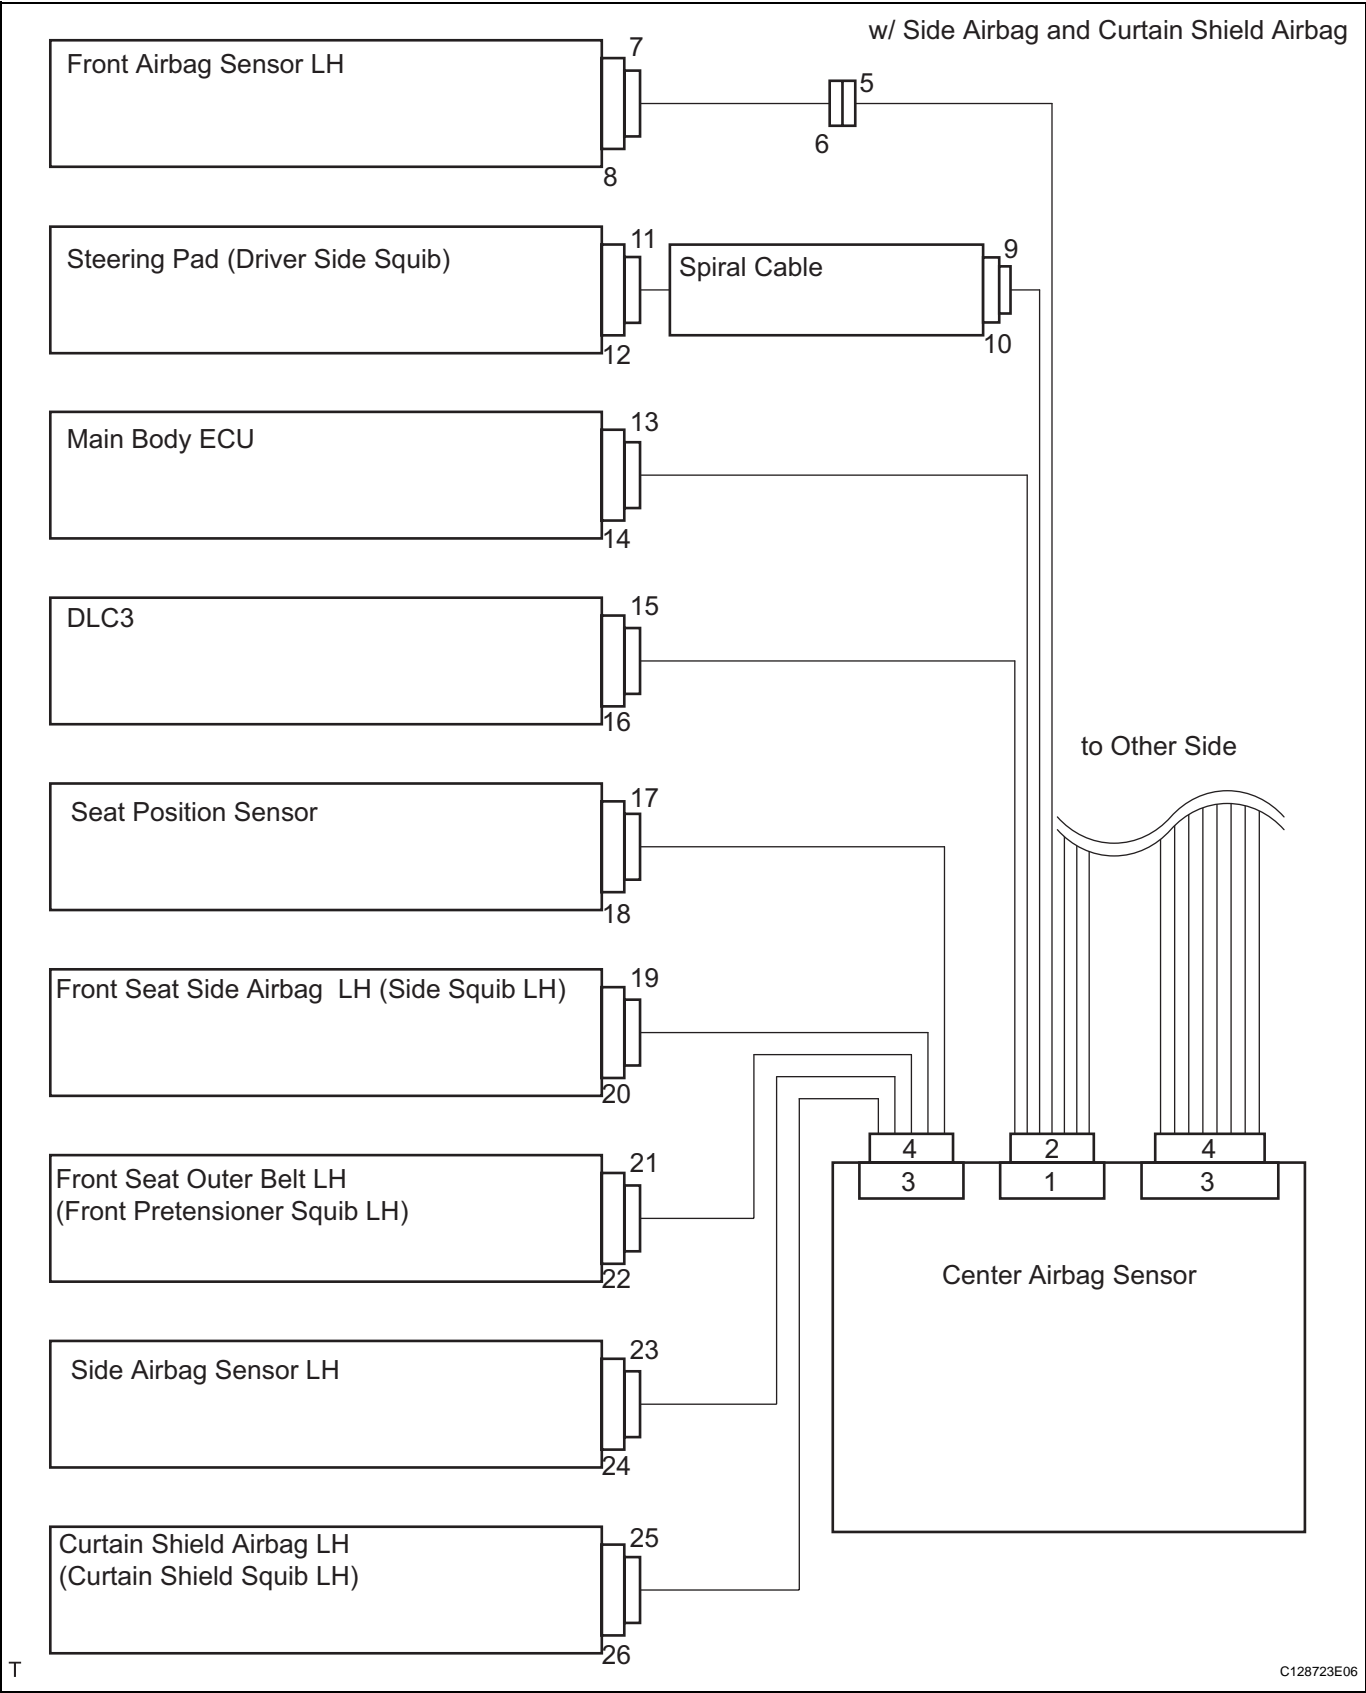 w/ Side Airbag and Curtain Shield Airbag
Front Airbag Sensor LH
7
8
5
6
Steering Pad (Driver Side Squib)
11
12
Spiral Cable
9
10
Main Body ECU
13
14
DLC3
15
16
to Other Side
Seat Position Sensor
17
18
Front Seat Side Airbag LH (Side Squib LH)
19
20
Front Seat Outer Belt LH
(Front Pretensioner Squib LH)
21
22
4
2
4
3
1
3
Center Airbag Sensor
Side Airbag Sensor LH
23
24
Curtain Shield Airbag LH
(Curtain Shield Squib LH)
25
26
T
C128723E06